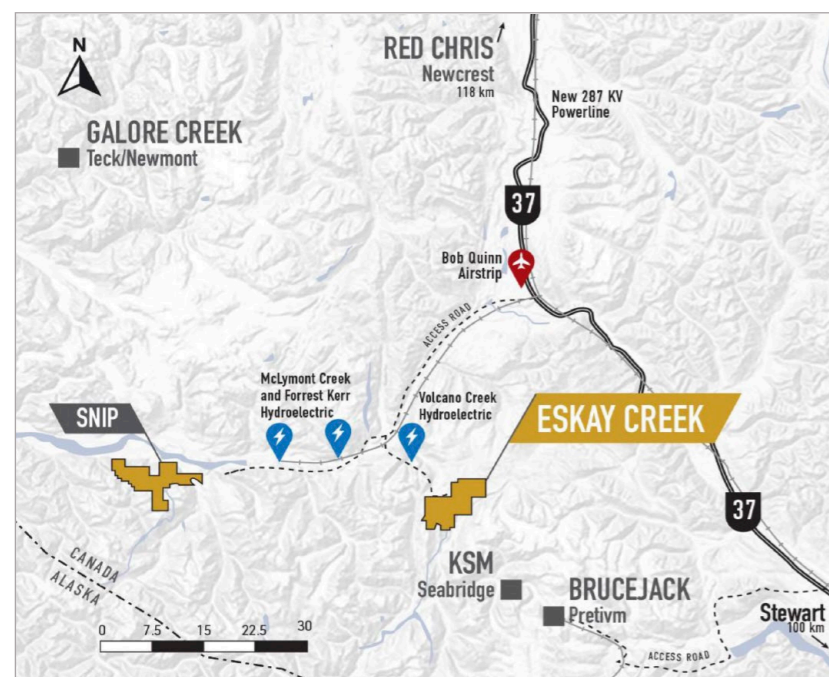 N
RED CHRIS
Newcrest
118 km
New 287 KV
Powerline
GALORE CREEK
Teck/Newmont
37
Bob Quinn
Airstrip
ACCESS ROAD
McLymont Creek
and Forrest Kerr
Hydroelectric
Volcano Creek
Hydroelectric
SNIP
ESKAY CREEK
37
CANADA
ALASKA
KSM
Seabridge
BRUCEJACK
Pretivm
Stewart
100 km
ACCESS ROAD
0 7.5 15 22.5 30